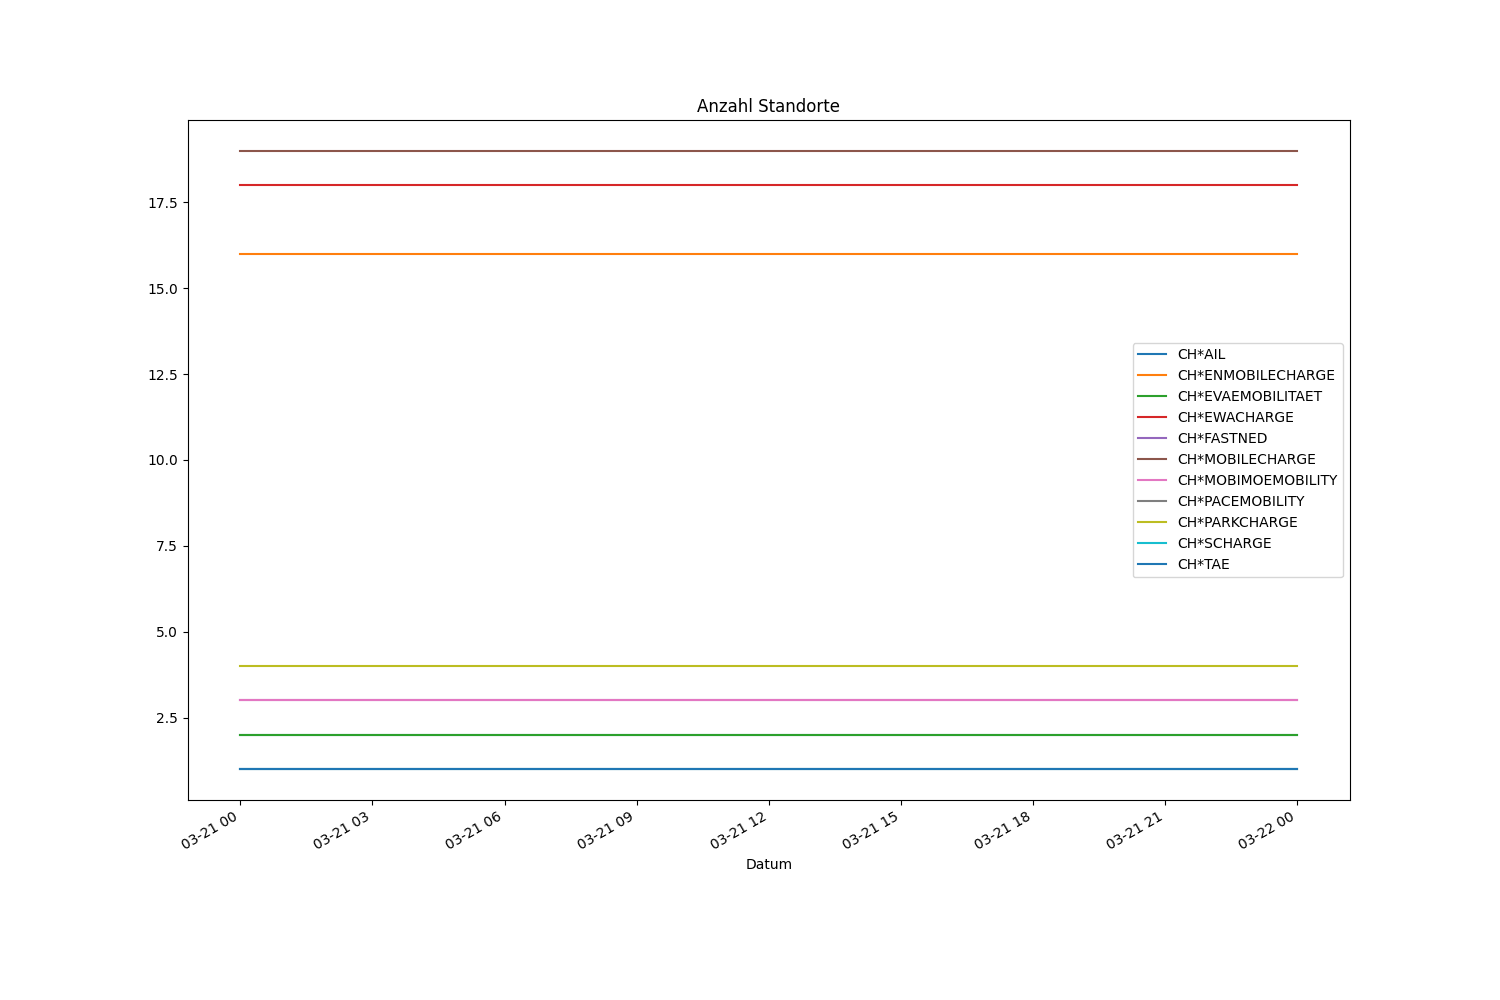 Anzahl Standorte
17.5
15.0
12.5
10.0
7.5
5.0
2.5
CH*AIL
CH*ENMOBILECHARGE
CH*EVAEMOBILITAET
CH*EWACHARGE
CH*FASTNED
CH*MOBILECHARGE
CH*MOBIMOEMOBILITY
CH*PACEMOBILITY
CH*PARKCHARGE
CH*SCHARGE
CH*TAE
03-21 00
03-21 03
03-21 06
03-21 09
03-21 12
03-21 15
03-21 18
03-21 21
03-22 00
Datum